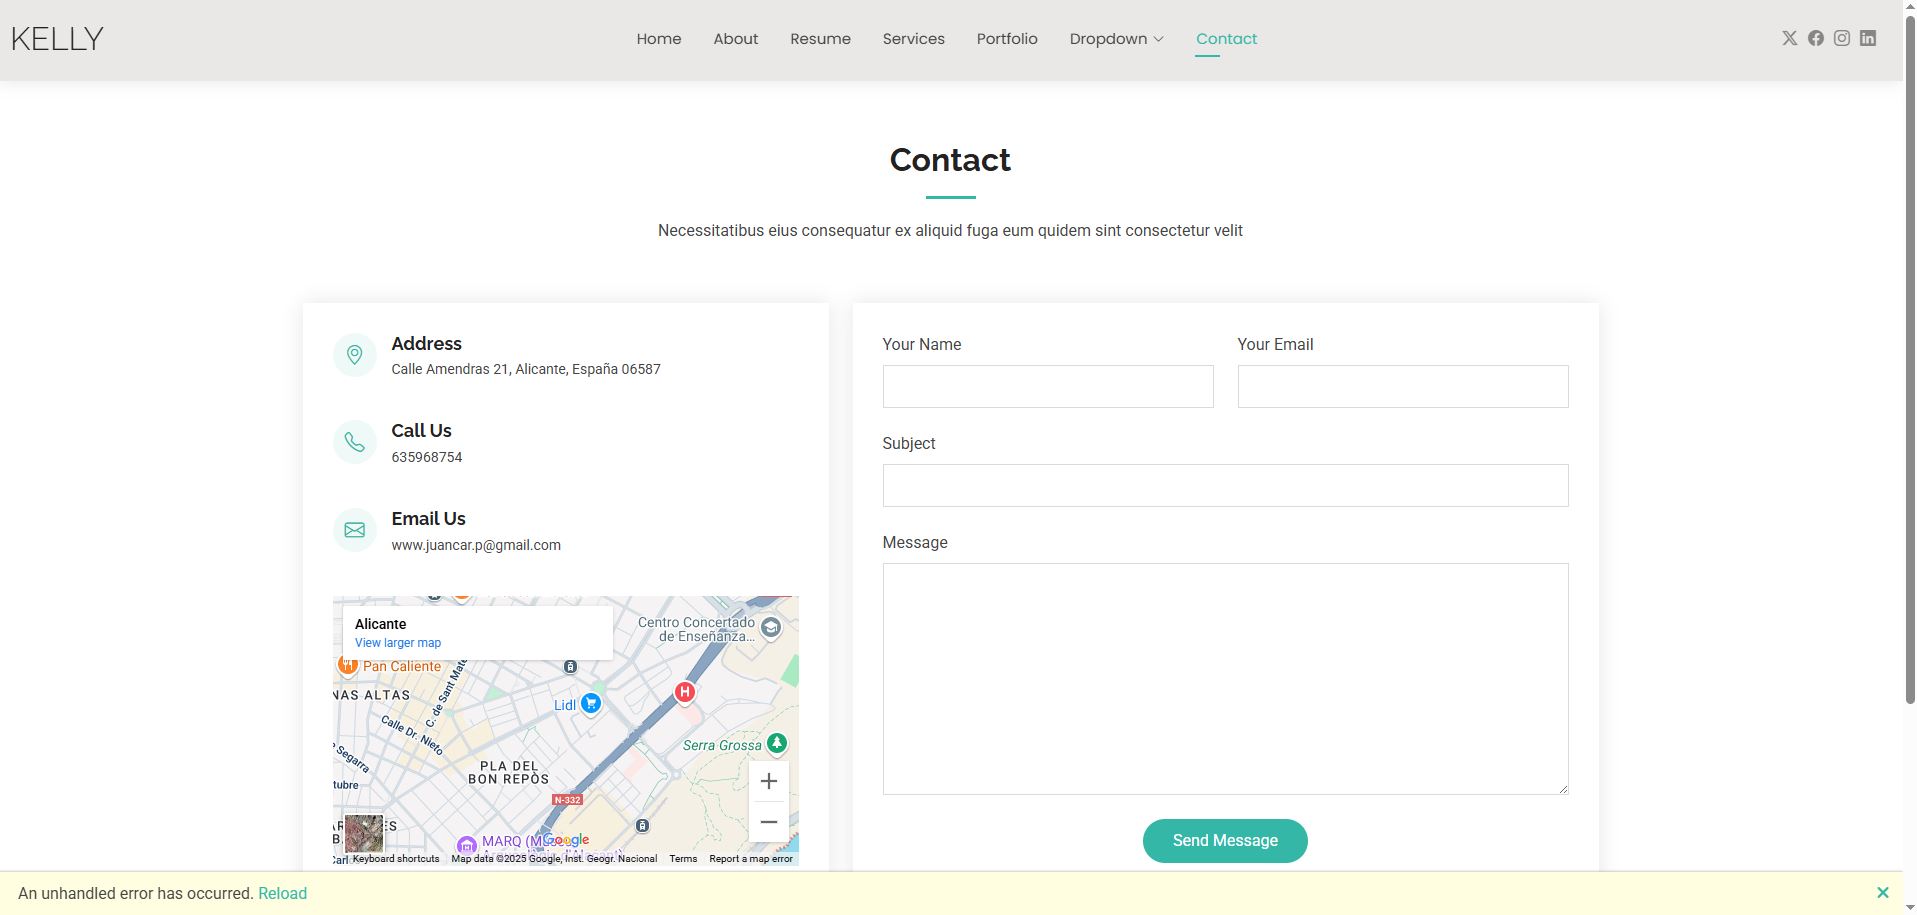 KELLY
Home About Resume Services Portfolio Dropdown Contact
Contact
Necessitatibus eius consequatur ex aliquid fuga eum quidem sint consectetur velit
Address
Calle Amendras 21, Alicante, España 06587
Call Us
635968754
Email Us
www.juancar.p@gmail.com
Alicante
View larger map
Centro Concertado
de Enseñanza...
Pan Caliente
NAS ALTAS
C. de Sant Mate
Lidl
Calle Dr. Nieto
Segarra
Serra Grossa
PLA DEL
BON REPÒS
tubre
N-332
MARQ
Google
Keyboard shortcuts Map data ©2025 Google, Inst. Geogr. Nacional Terms Report a map error
Your Name
Your Email
Subject
Message
Send Message
An unhandled error has occurred. Reload